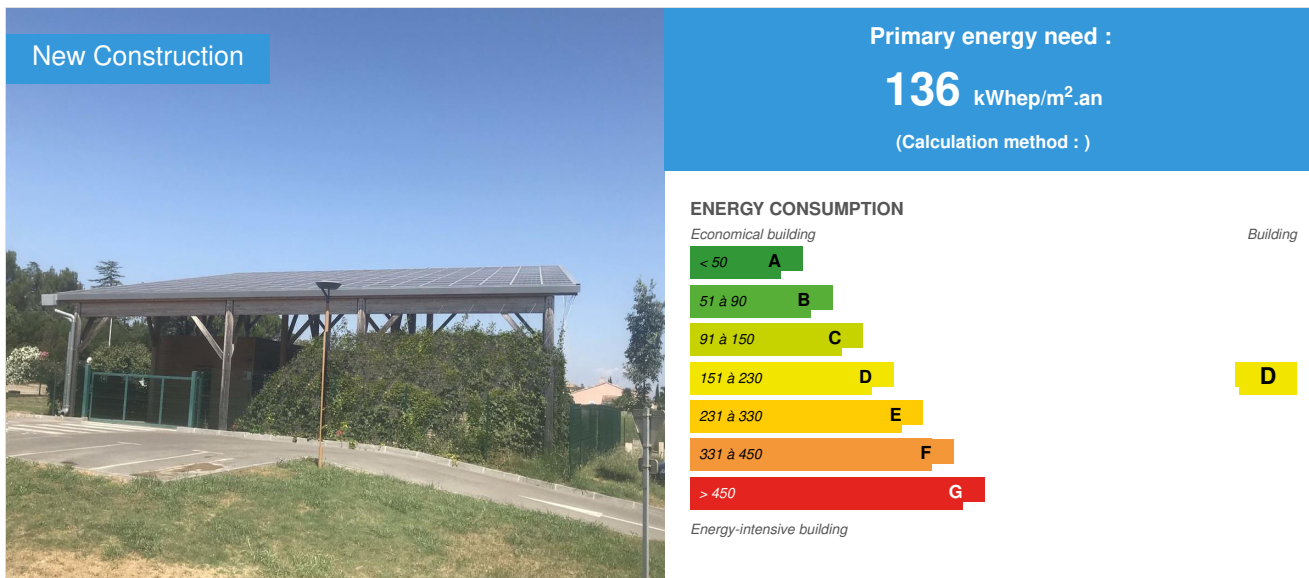 New Construction
Primary energy need :
136 kWhep/m².an
(Calculation method : )
ENERGY CONSUMPTION
Economical building
Building
< 50 A
51 à 90 B
91 à 150 C
151 à 230 D
D
231 à 330 E
331 à 450 F
> 450 G
Energy-intensive building